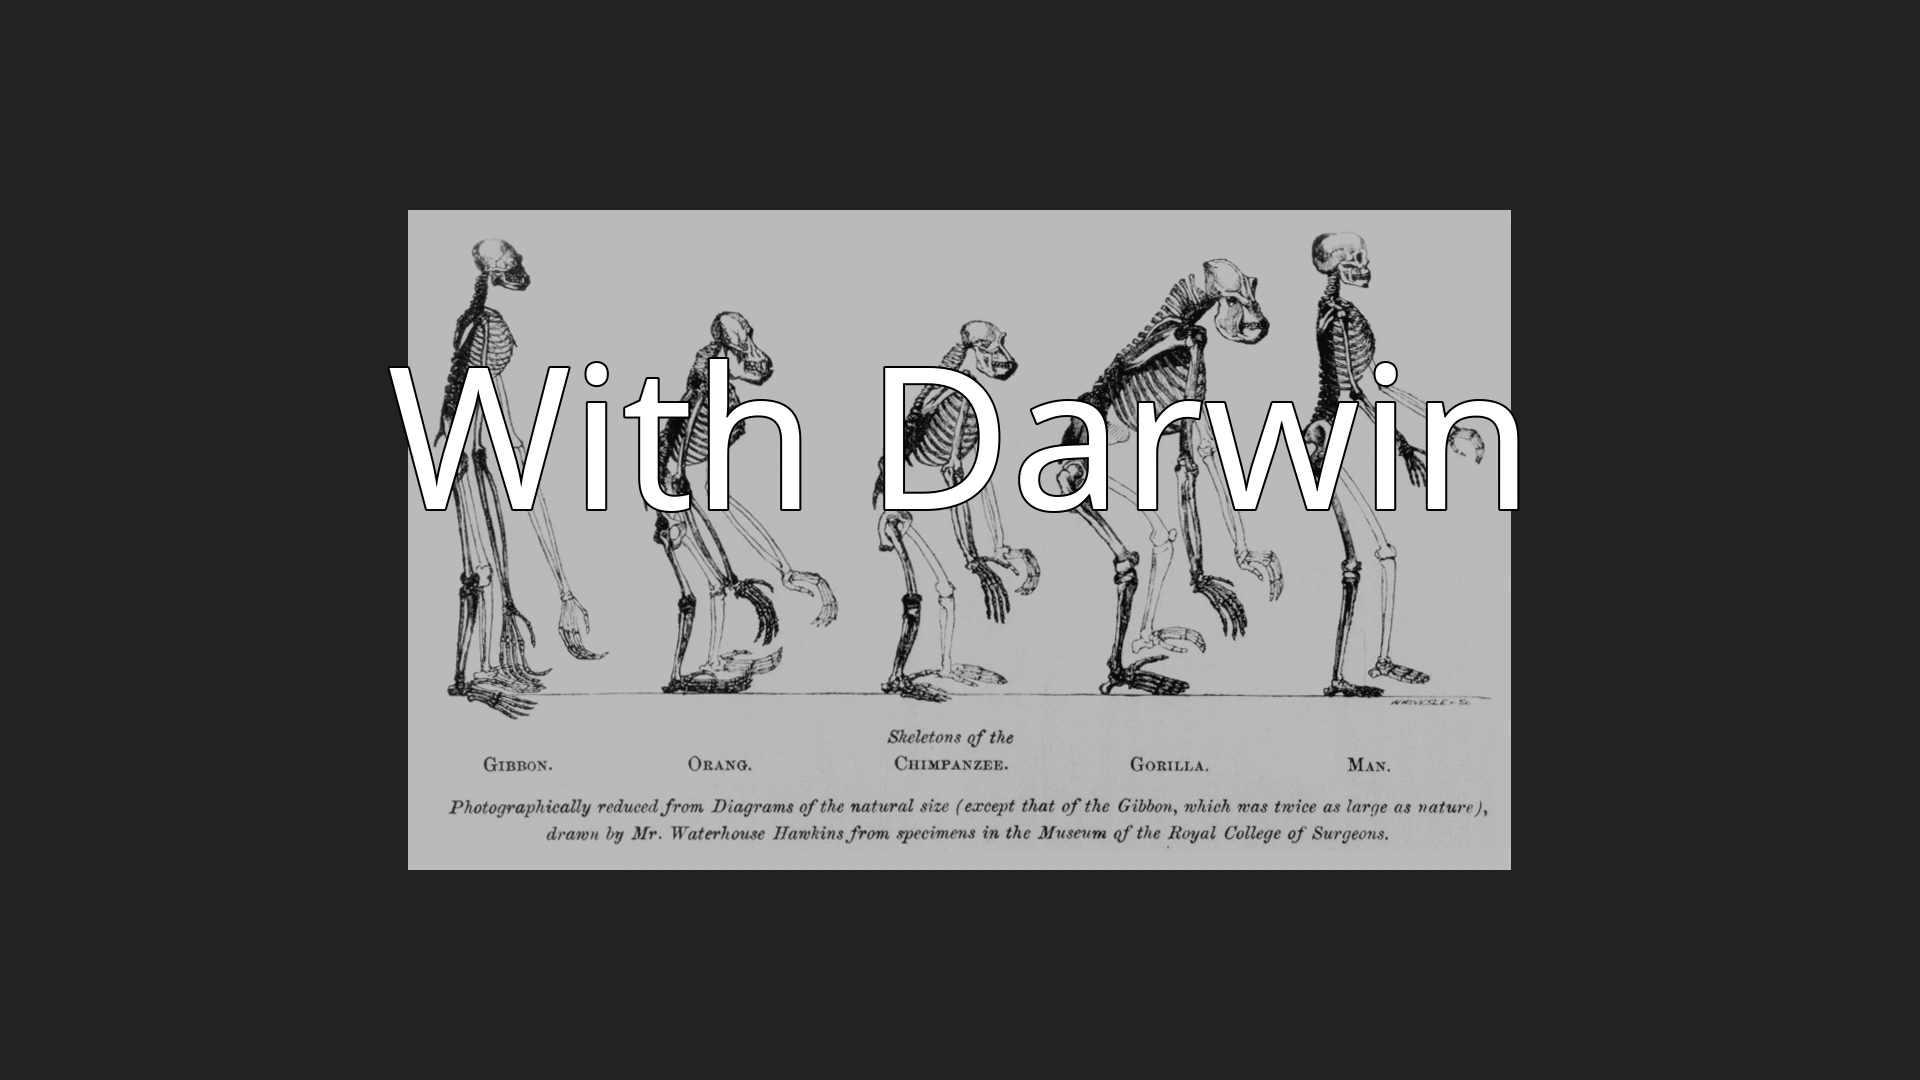 With Darwin
Skeletons of the
GIBBON. ORANG. CHIMPANZEE. GORILLA. MAN.
Photographically reduced from Diagrams of the natural size (except that of the Gibbon, which was twice as large as nature),
drawn by Mr. Waterhouse Hawkins from specimens in the Museum of the Royal College of Surgeons.